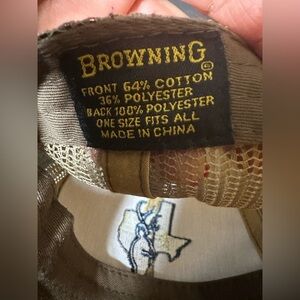 BROWNING
FRONT 64% COTTON
36% POLYESTER
BACK 100% POLYESTER
ONE SIZE FITS ALL
MADE IN CHINA